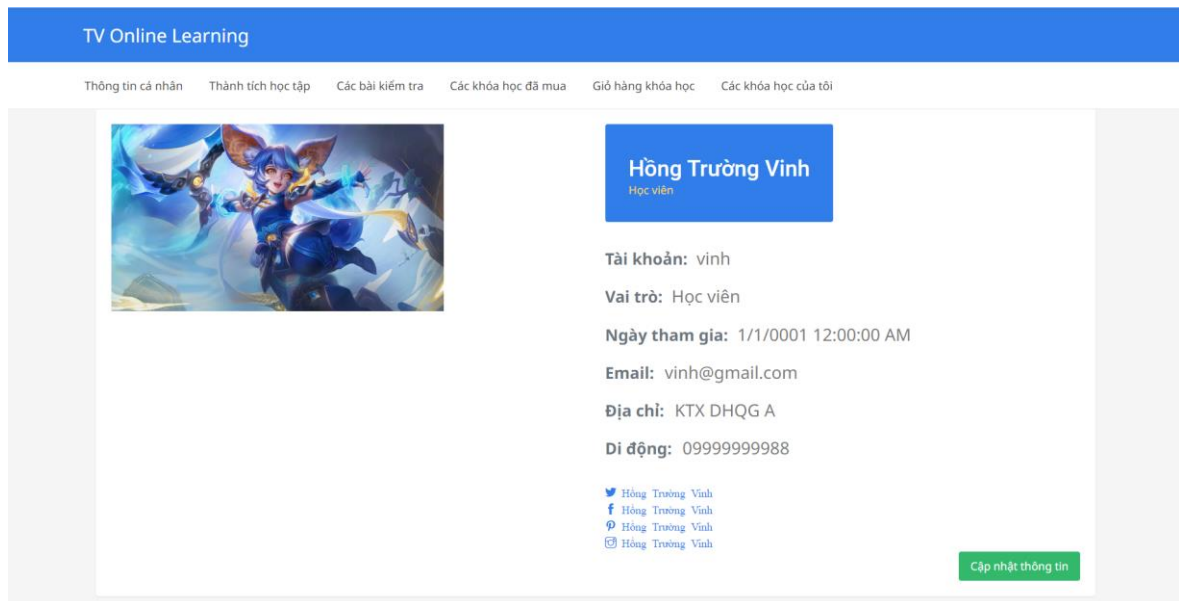 TV Online Learning
Thông tin cá nhân Thành tích học tập Các bài kiểm tra Các khóa học đã mua Giỏ hàng khóa học Các khóa học của tôi
Hồng Trường Vinh
Học viên
Tài khoản: vinh
Vai trò: Học viên
Ngày tham gia: 1/1/0001 12:00:00 AM
Email: vinh@gmail.com
Địa chỉ: KTX DHQG A
Di động: 09999999988
Hồng Trường Vinh
Hồng Trường Vinh
Hồng Trường Vinh
Hồng Trường Vinh
Cập nhật thông tin